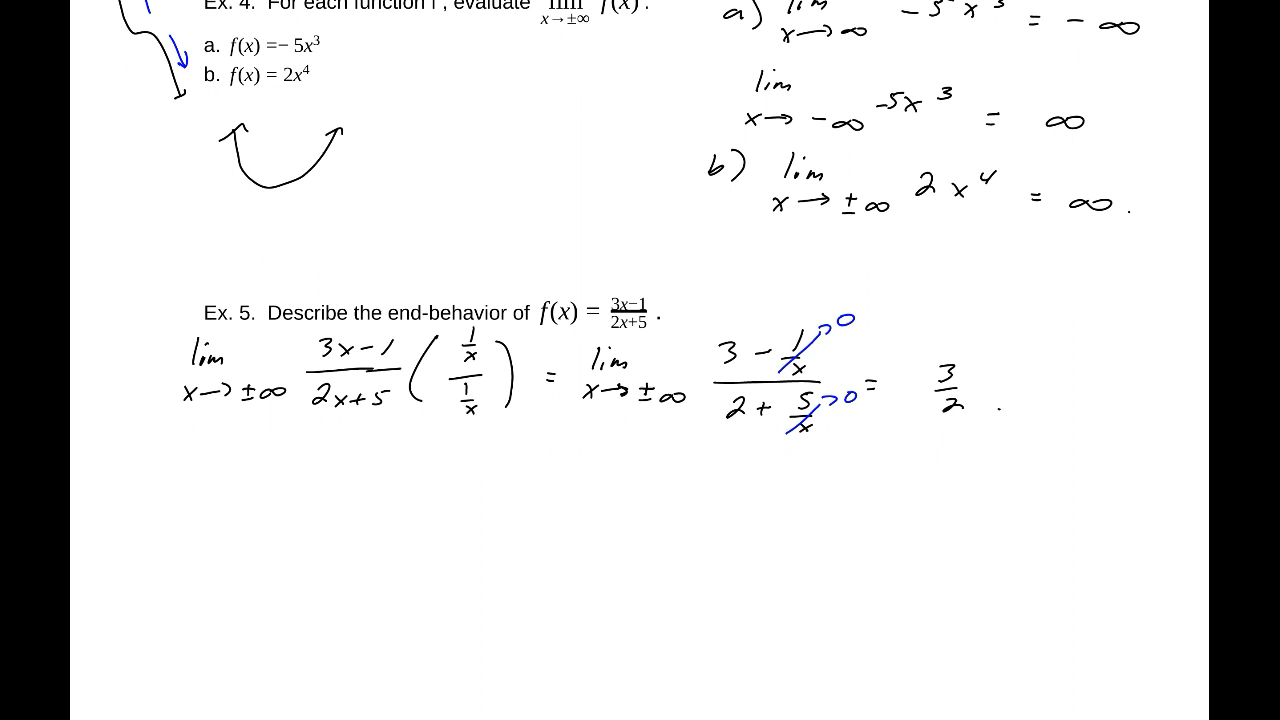 Ex. 4. For each function f , evaluate lim x→±∞ f(x) .
a. f(x) =− 5x³
b. f(x) = 2x⁴
a) lim x→∞ -5x³ = -∞
lim x→ -∞ -5x³ = ∞
b) lim x→ ±∞ 2x⁴ = ∞ .
Ex. 5. Describe the end-behavior of f(x) = (3x−1)/(2x+5) .
lim x→±∞ (3x-1)/(2x+5) ( (1/x)/(1/x) ) = lim x→±∞ (3 - 1/x →0)/(2 + 5/x →0) = 3/2 .